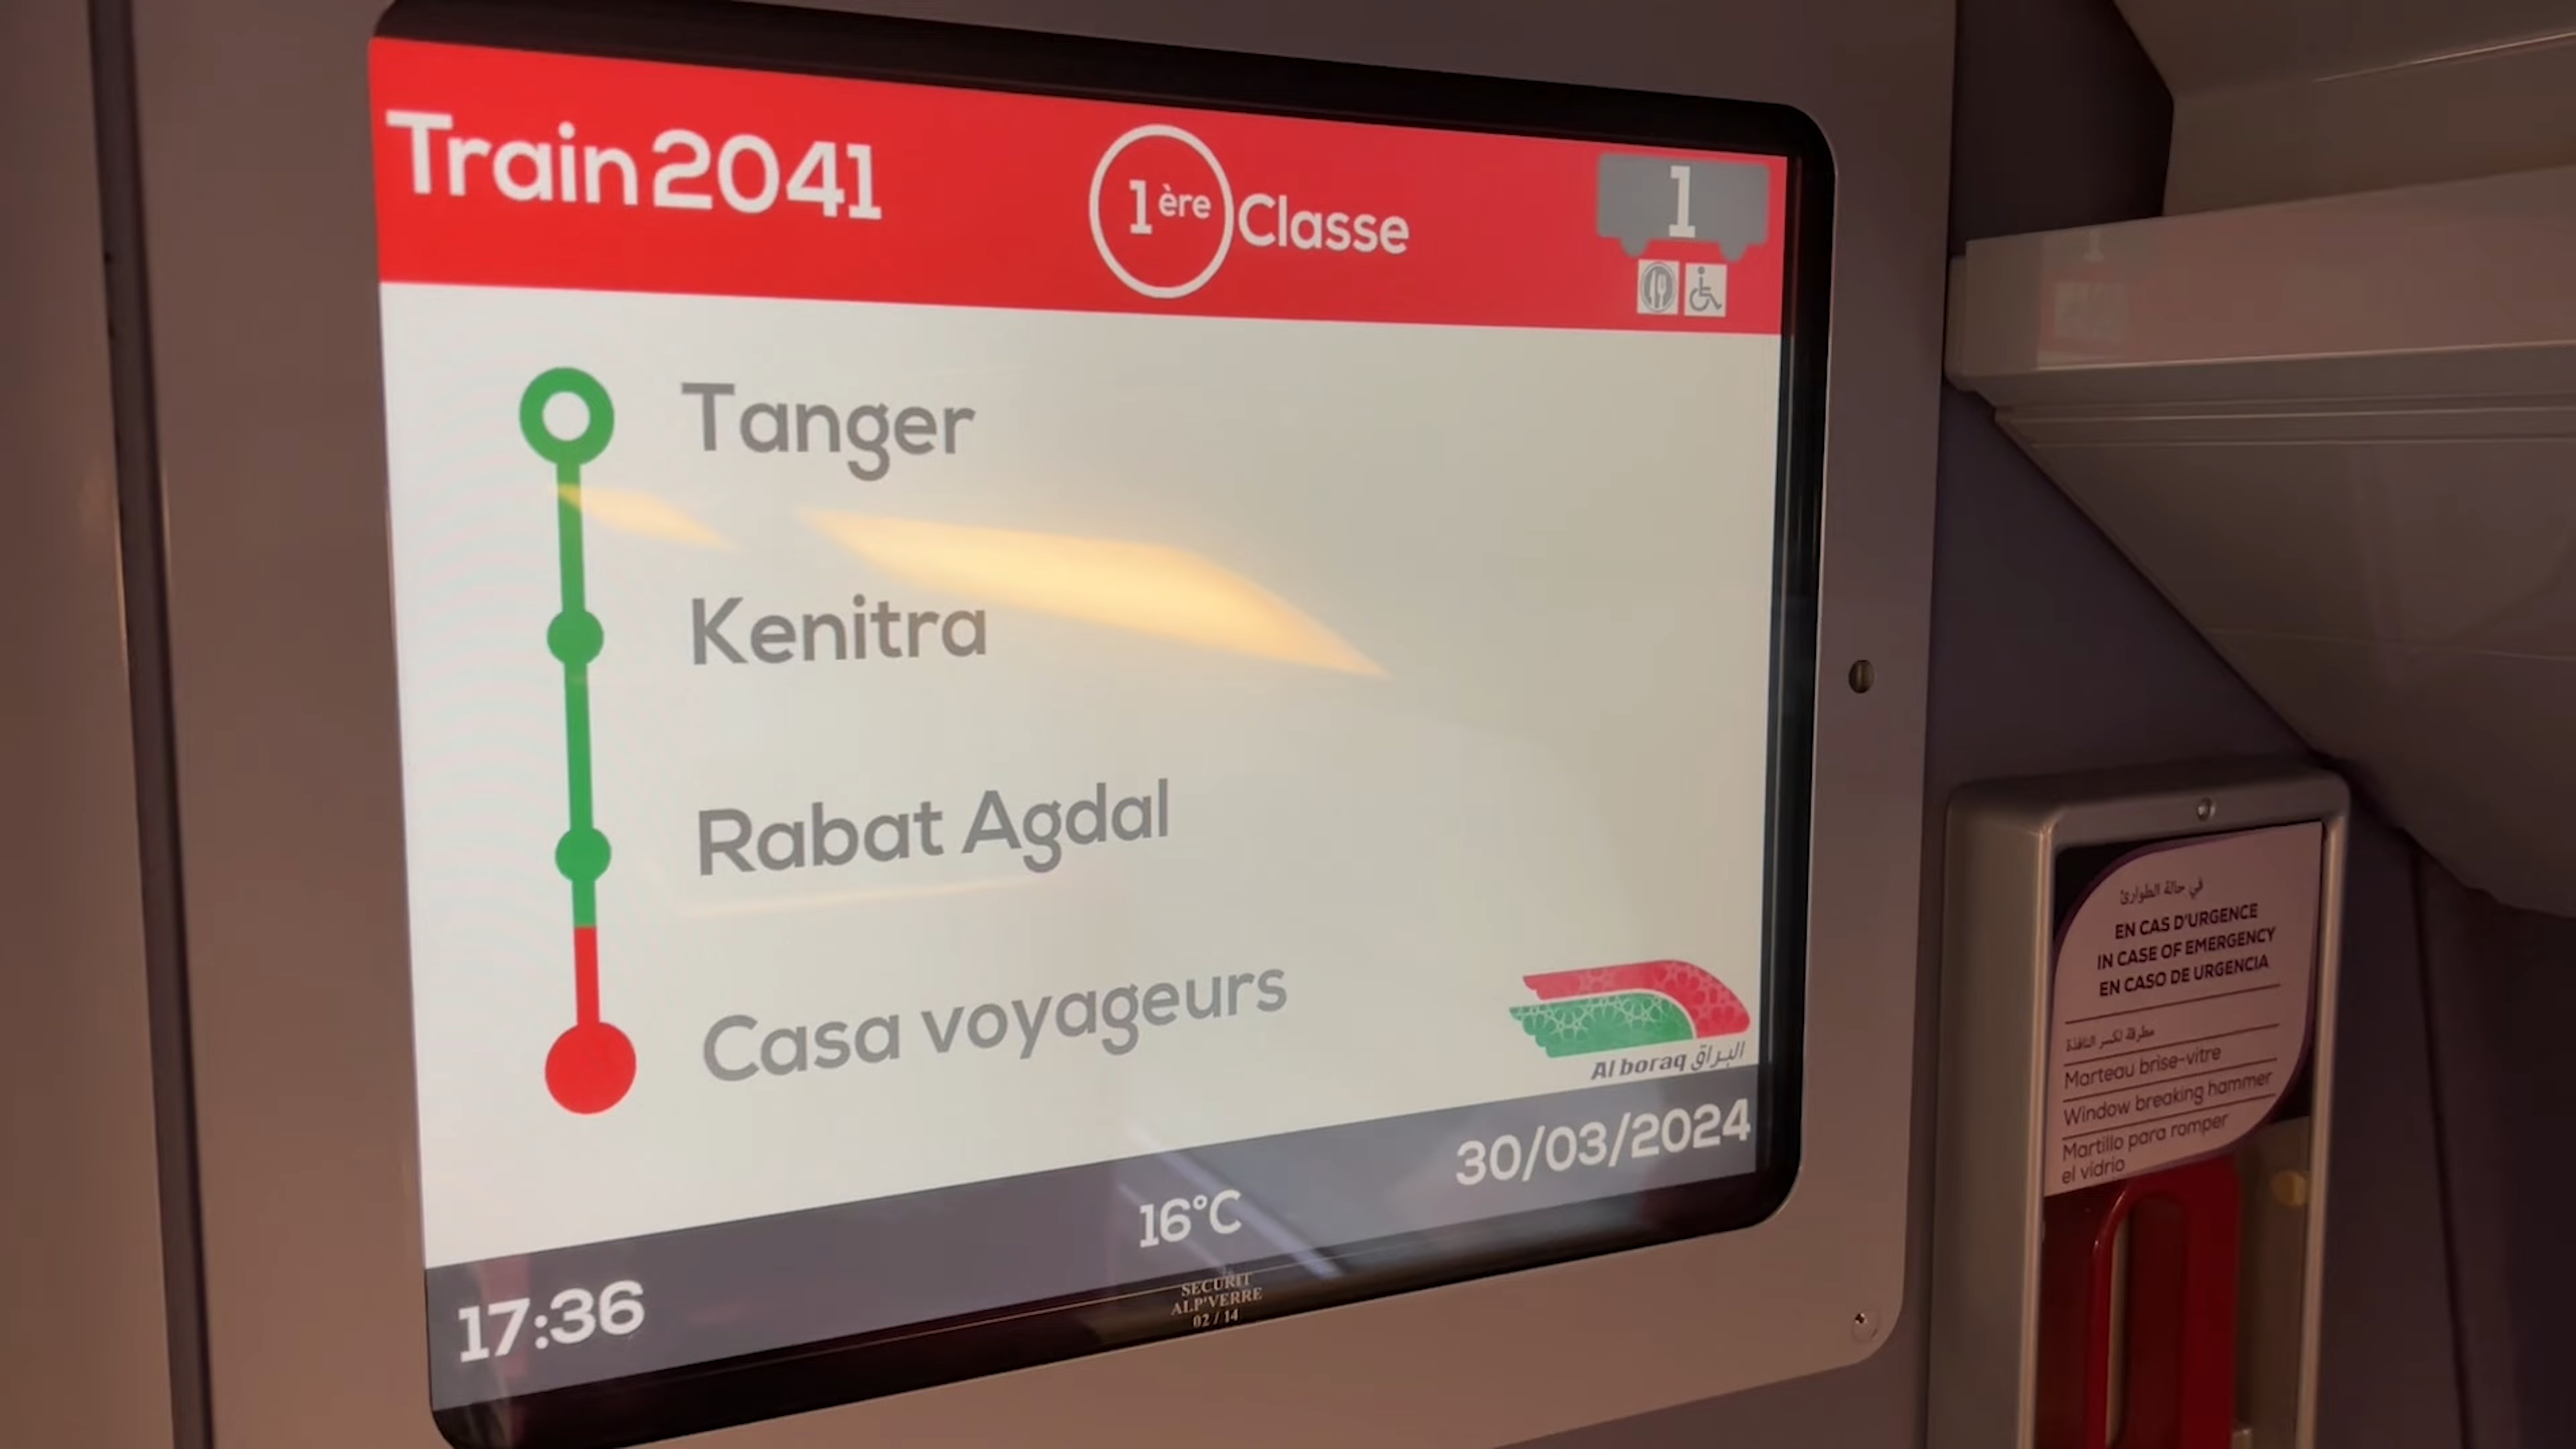 Train 2041
1ère Classe
1
Tanger
Kenitra
Rabat Agdal
Casa voyageurs
Al boraq البراق
17:36
16°C
30/03/2024
SECURIT
ALP'VERRE
02 / 14
في حالة الطوارئ
EN CAS D'URGENCE
IN CASE OF EMERGENCY
EN CASO DE URGENCIA
مطرقة لكسر النافذة
Marteau brise-vitre
Window breaking hammer
Martillo para romper
el vidrio